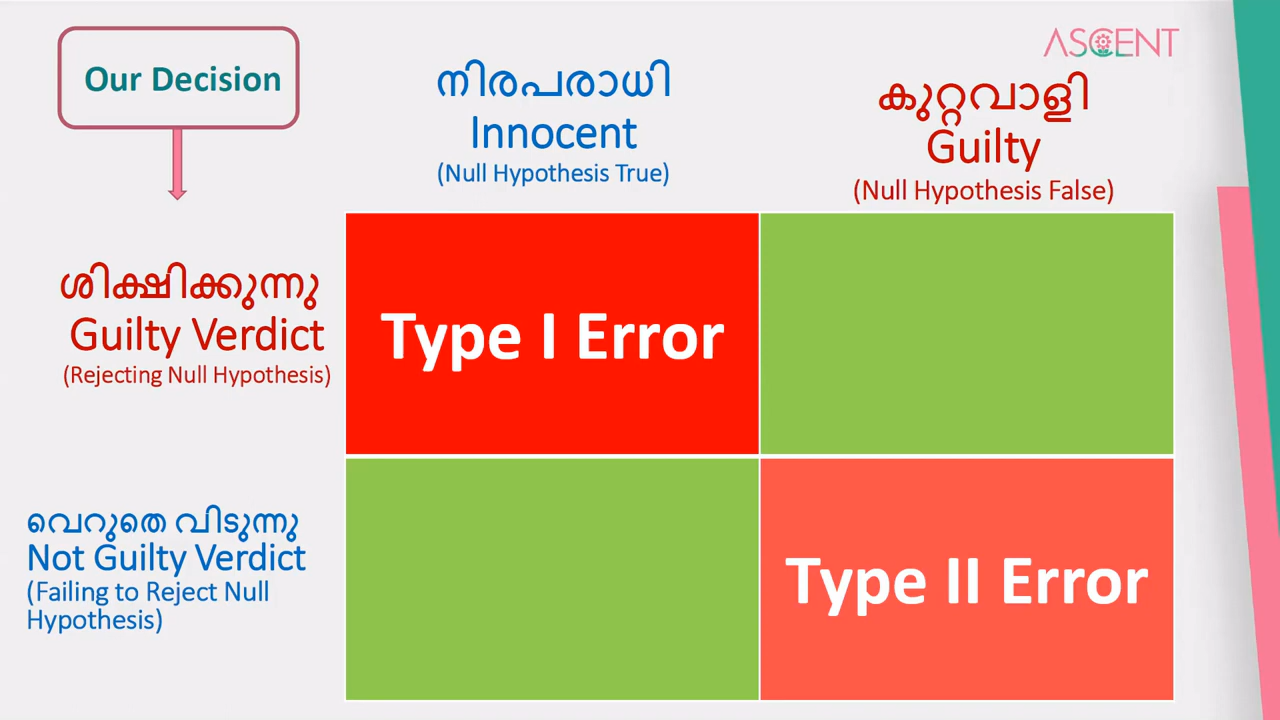 Our Decision
നിരപരാധി
Innocent
(Null Hypothesis True)
ASCENT
കുറ്റവാളി
Guilty
(Null Hypothesis False)
ശിക്ഷിക്കുന്നു
Guilty Verdict
(Rejecting Null Hypothesis)
Type I Error
വെറുതെ വിടുന്നു
Not Guilty Verdict
(Failing to Reject Null
Hypothesis)
Type II Error